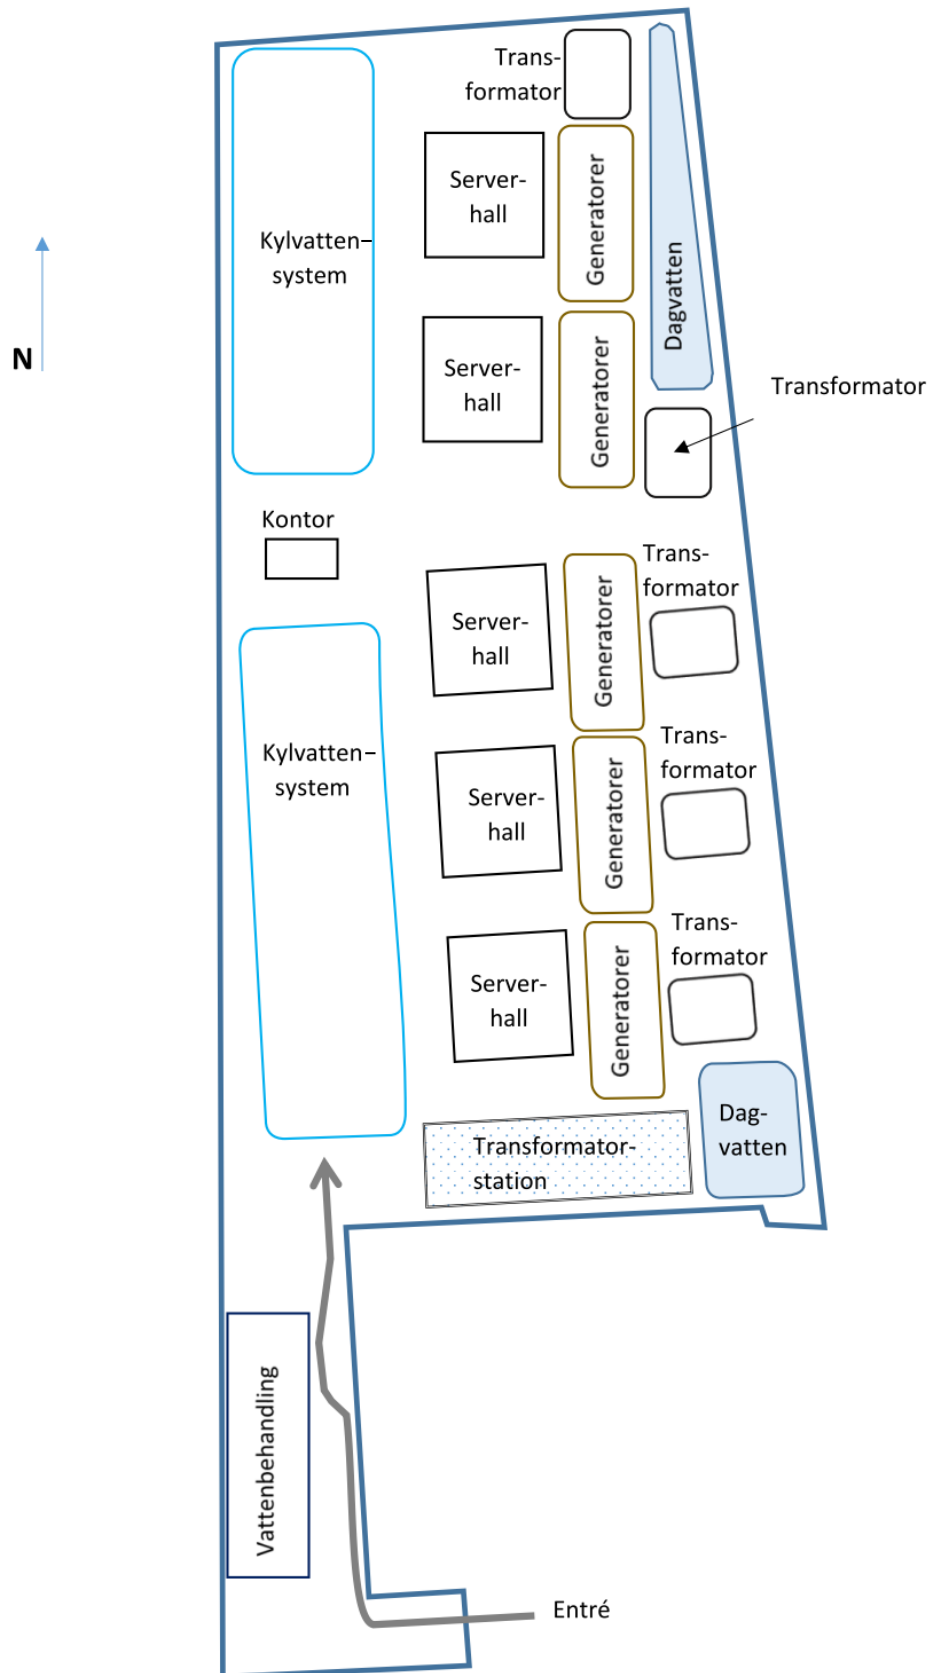 Trans-
formator
Server-
hall
Generatorer
Kylvatten-
system
Dagvatten
N
Server-
hall
Generatorer
Transformator
Kontor
Trans-
formator
Server-
hall
Generatorer
Kylvatten-
system
Trans-
formator
Server-
hall
Generatorer
Trans-
formator
Server-
hall
Generatorer
Dag-
vatten
Transformator-
station
Vattenbehandling
Entré